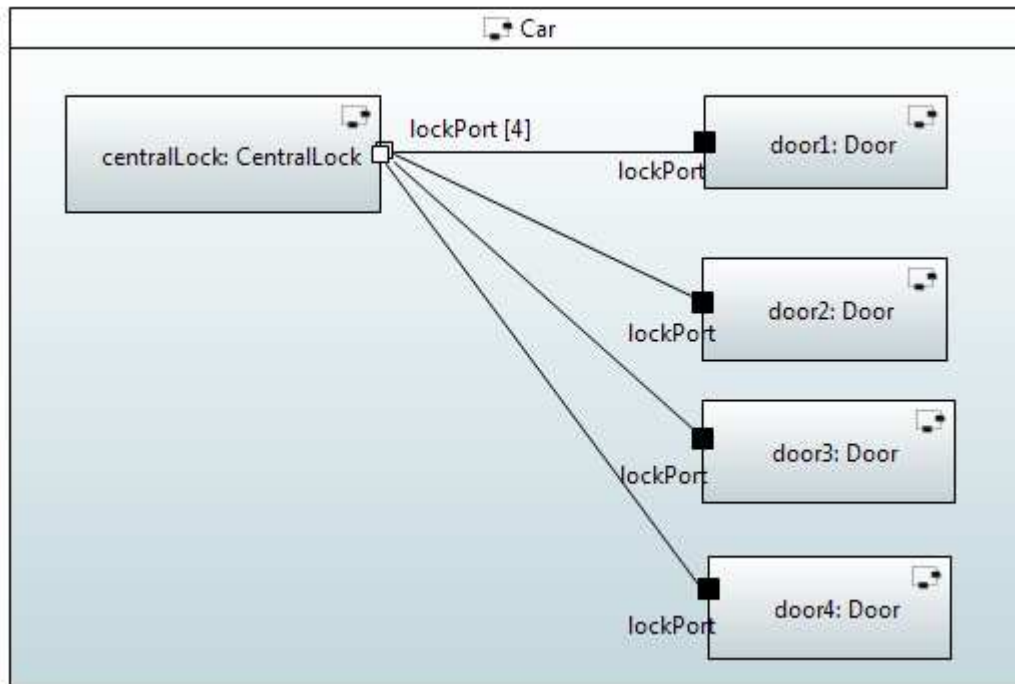 Car
centralLock: CentralLock
lockPort [4]
lockPort
door1: Door
door2: Door
lockPort
door3: Door
lockPort
door4: Door
lockPort